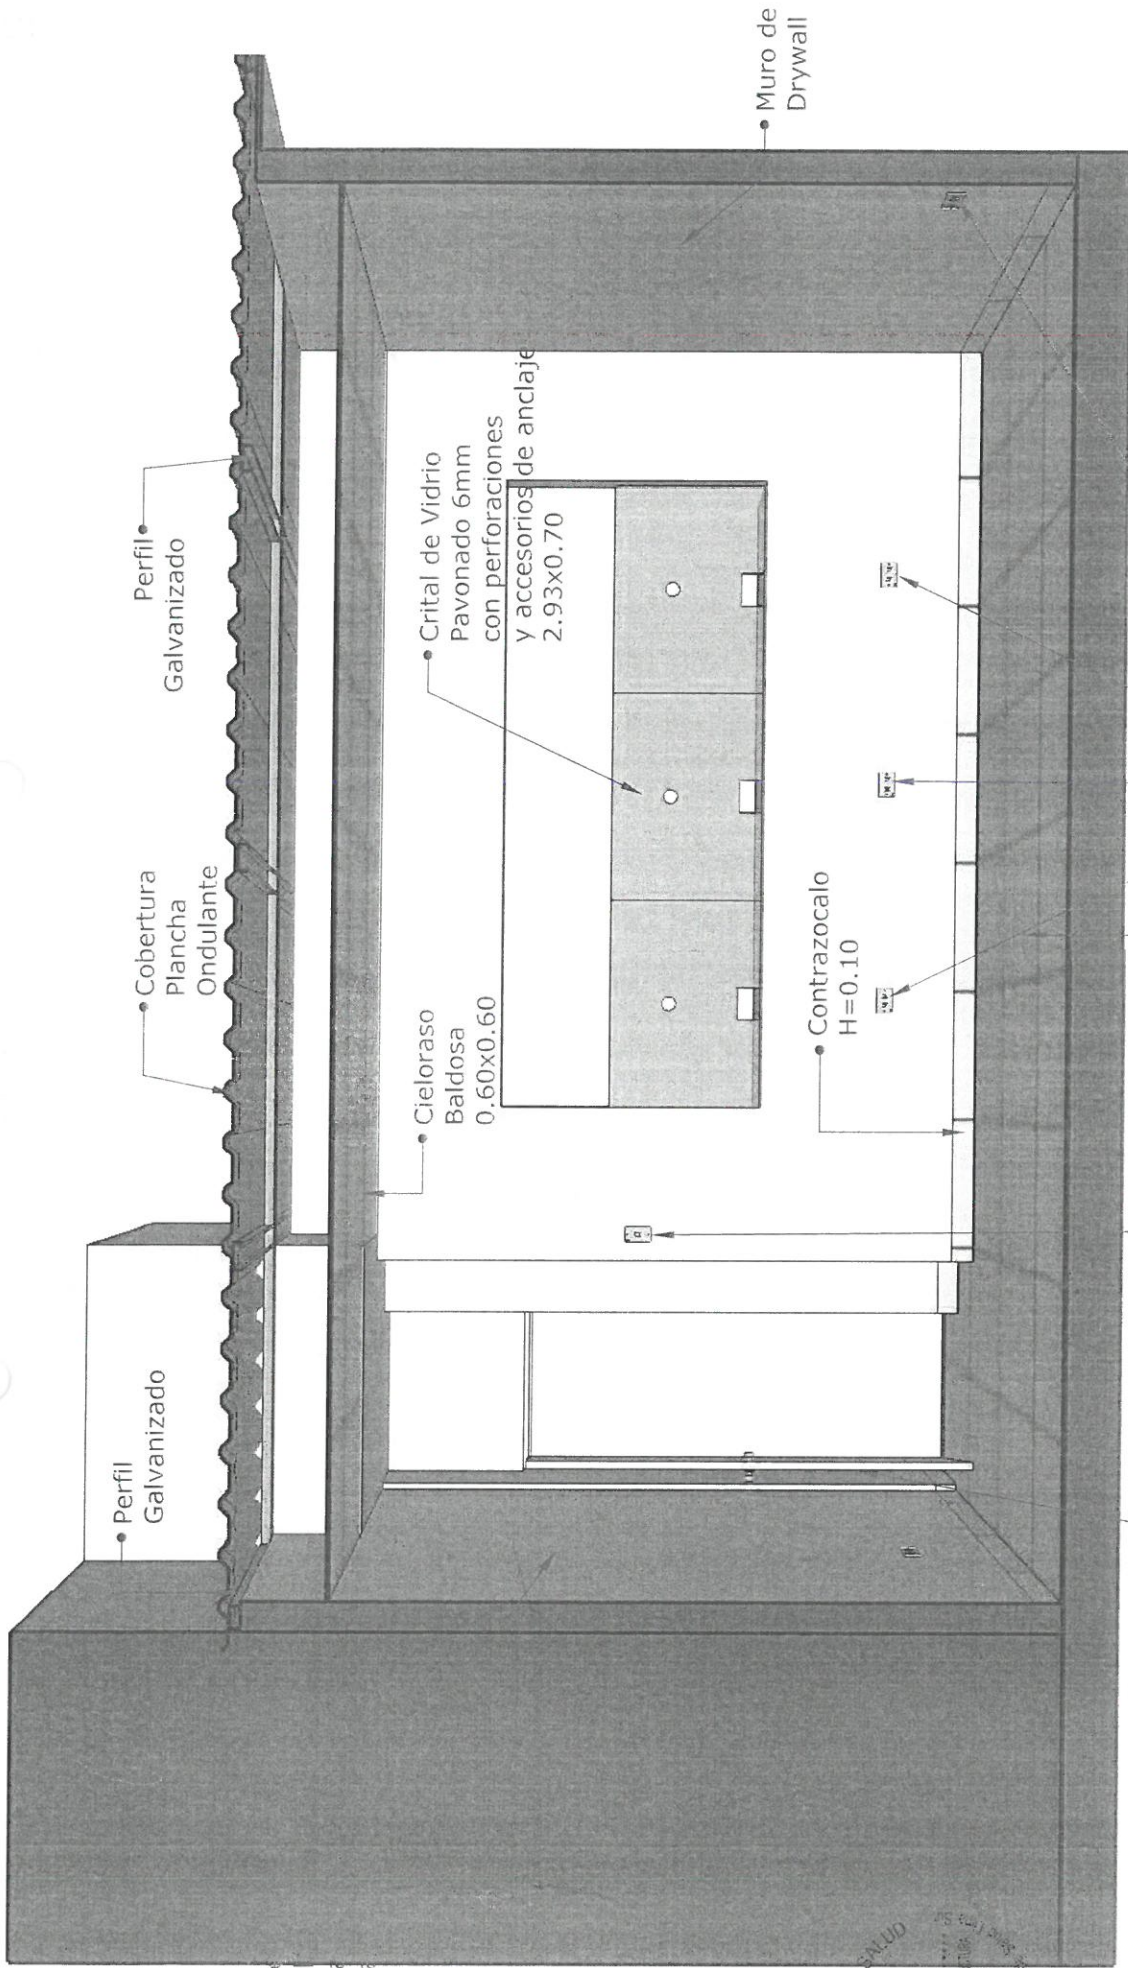 Perfil
Galvanizado
Cobertura
Plancha
Ondulante
Perfil
Galvanizado
Muro de
Drywall
Cieloraso
Baldosa
0.60x0.60
Crital de Vidrio
Pavonado 6mm
con perforaciones
y accesorios de anclaje
2.93x0.70
Contrazocalo
H=0.10
SALUD